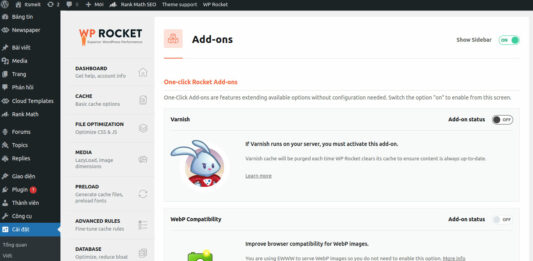 Itsmeit 2 0 + Mới Rank Math SEO Theme support WP Rocket
Bảng tin
Newspaper
Bài viết
Media
Trang
Phản hồi
Cloud Templates
Rank Math
Forums
Topics
Replies
Giao diện
Plugin 1
Thành viên
Công cụ
Cài đặt
Tổng quan
Viết
WP ROCKET
Superior WordPress Performance
DASHBOARD
Get help, account info
CACHE
Basic cache options
FILE OPTIMIZATION
Optimize CSS & JS
MEDIA
LazyLoad, image
dimensions
PRELOAD
Generate cache files,
preload fonts
ADVANCED RULES
Fine-tune cache rules
DATABASE
Optimize, reduce bloat
Add-ons
Show Sidebar ON
One-click Rocket Add-ons
One-Click Add-ons are features extending available options without configuration needed. Switch the option "on" to enable from this screen.
Varnish
Add-on status OFF
If Varnish runs on your server, you must activate this add-on.
Varnish cache will be purged each time WP Rocket clears its cache to ensure content is always up-to-date.
Learn more
WebP Compatibility
Add-on status OFF
Improve browser compatibility for WebP images.
You are using EWWW to serve WebP images so you do not need to enable this option. More info